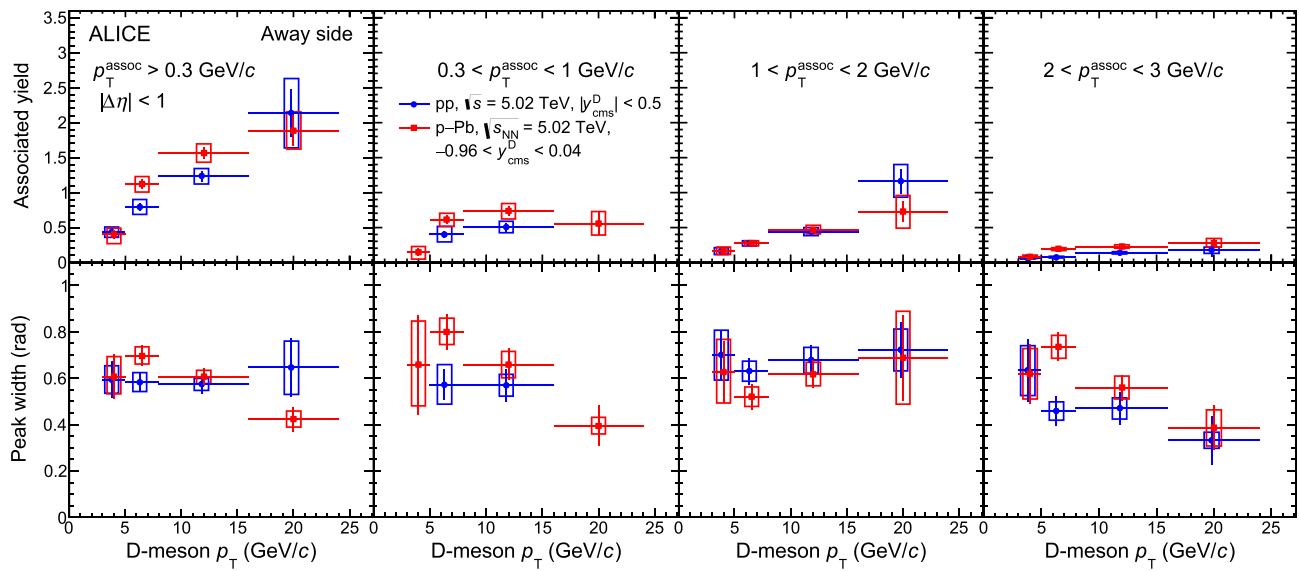 ALICE Away side
p_T^assoc > 0.3 GeV/c
|Δη| < 1
0.3 < p_T^assoc < 1 GeV/c
pp, √s = 5.02 TeV, |y_cms^D| < 0.5
p–Pb, √s_NN = 5.02 TeV,
–0.96 < y_cms^D < 0.04
1 < p_T^assoc < 2 GeV/c
2 < p_T^assoc < 3 GeV/c
Associated yield
3.5
3
2.5
2
1.5
1
0.5
0
Peak width (rad)
1
0.8
0.6
0.4
0.2
0
0 5 10 15 20 25
0 5 10 15 20 25
0 5 10 15 20 25
0 5 10 15 20 25
D-meson p_T (GeV/c)
D-meson p_T (GeV/c)
D-meson p_T (GeV/c)
D-meson p_T (GeV/c)